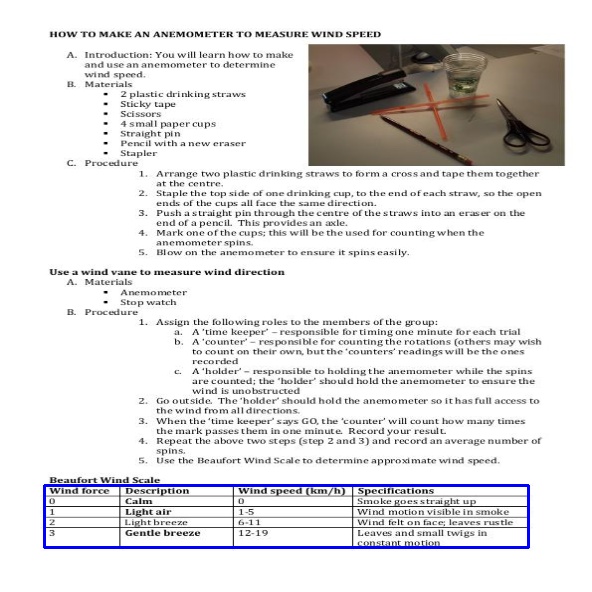 HOW TO MAKE AN ANEMOMETER TO MEASURE WIND SPEED
A. Introduction: You will learn how to make
and use an anemometer to determine
wind speed.
B. Materials
▪ 2 plastic drinking straws
▪ Sticky tape
▪ Scissors
▪ 4 small paper cups
▪ Straight pin
▪ Pencil with a new eraser
▪ Stapler
C. Procedure
1. Arrange two plastic drinking straws to form a cross and tape them together
at the centre.
2. Staple the top side of one drinking cup, to the end of each straw, so the open
ends of the cups all face the same direction.
3. Push a straight pin through the centre of the straws into an eraser on the
end of a pencil. This provides an axle.
4. Mark one of the cups; this will be used for counting when the
anemometer spins.
5. Blow on the anemometer to ensure it spins easily.
Use a wind vane to measure wind direction
A. Materials
▪ Anemometer
▪ Stop watch
B. Procedure
1. Assign the following roles to the members of the group:
a. A 'time keeper' – responsible for timing one minute for each trial
b. A 'counter' – responsible for counting the rotations (others may wish
to count on their own, but the 'counters' readings will be the ones
recorded
c. A 'holder' – responsible to holding the anemometer while the spins
are counted; the 'holder' should hold the anemometer to ensure the
wind is unobstructed
2. Go outside. The 'holder' should hold the anemometer so it has full access to
the wind from all directions.
3. When the 'time keeper' says GO, the 'counter' will count how many times
the mark passes them in one minute. Record your result.
4. Repeat the above two steps (step 2 and 3) and record an average number of
spins.
5. Use the Beaufort Wind Scale to determine approximate wind speed.
Beaufort Wind Scale
Wind force Description Wind speed (km/h) Specifications
0 Calm 0 Smoke goes straight up
1 Light air 1-5 Wind motion visible in smoke
2 Light breeze 6-11 Wind felt on face; leaves rustle
3 Gentle breeze 12-19 Leaves and small twigs in
constant motion